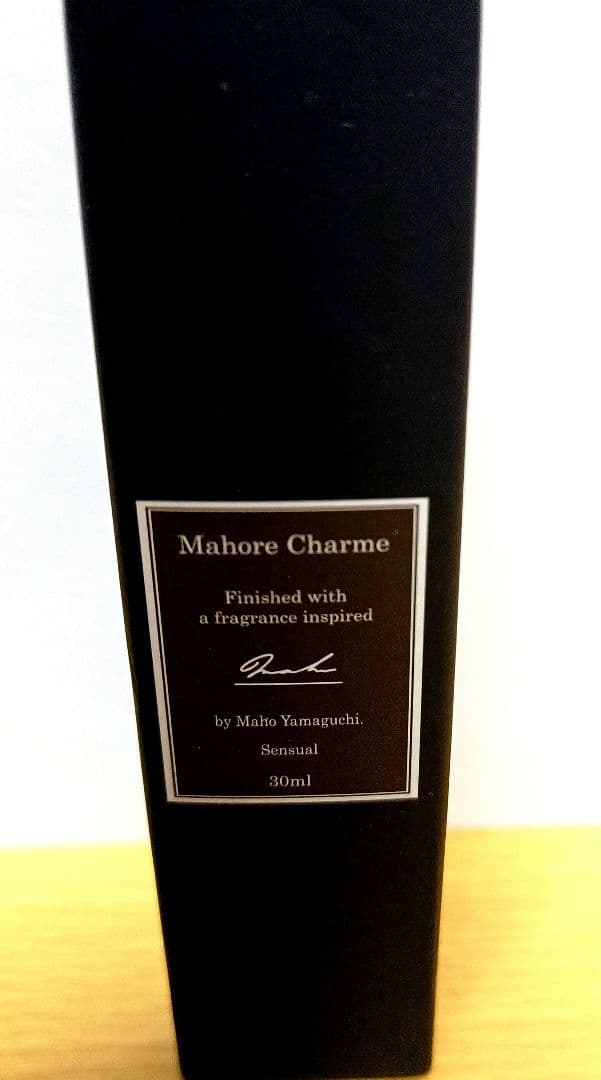 Mahore Charme
Finished with
a fragrance inspired
by Maho Yamaguchi.
Sensual
30ml